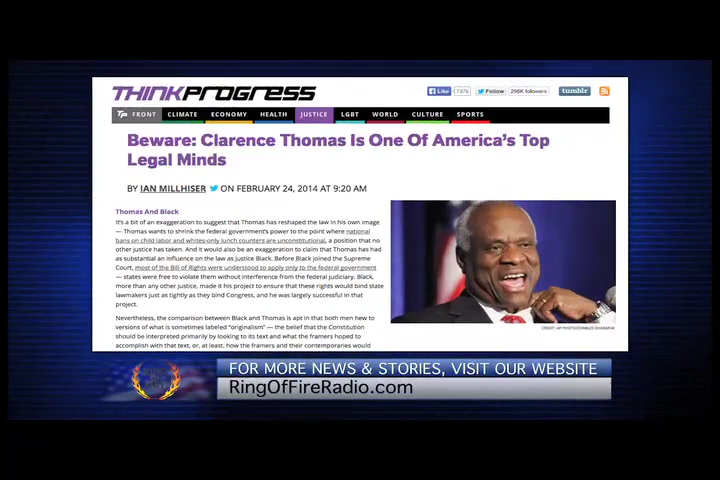 THINKPROGRESS
Like 737k Follow 296K followers tumblr
TP FRONT CLIMATE ECONOMY HEALTH JUSTICE LGBT WORLD CULTURE SPORTS
Beware: Clarence Thomas Is One Of America's Top
Legal Minds
BY IAN MILLHISER ON FEBRUARY 24, 2014 AT 9:20 AM
Thomas And Black
It's a bit of an exaggeration to suggest that Thomas has reshaped the law in his own image
— Thomas wants to shrink the federal government's power to the point where national
bans on child labor and whites-only lunch counters are unconstitutional, a position that no
other justice has taken. And it would also be an exaggeration to claim that Thomas has had
as substantial an influence on the law as Justice Black. Before Black joined the Supreme
Court, most of the Bill of Rights were understood to apply only to the federal government
— states were free to violate them without interference from the federal judiciary. Black,
more than any other justice, made it his project to ensure that these rights would bind state
lawmakers just as tightly as they bind Congress, and he was largely successful in that
project.
Nevertheless, the comparison between Black and Thomas is apt in that both men hew to
versions of what is sometimes labeled "originalism" — the belief that the Constitution
should be interpreted primarily by looking to its text and what the framers hoped to
accomplish with that text, or, at least, how the framers and their contemporaries would
CREDIT: AP PHOTO/CHARLES DHARAPAK
FOR MORE NEWS & STORIES, VISIT OUR WEBSITE
RingOfFireRadio.com